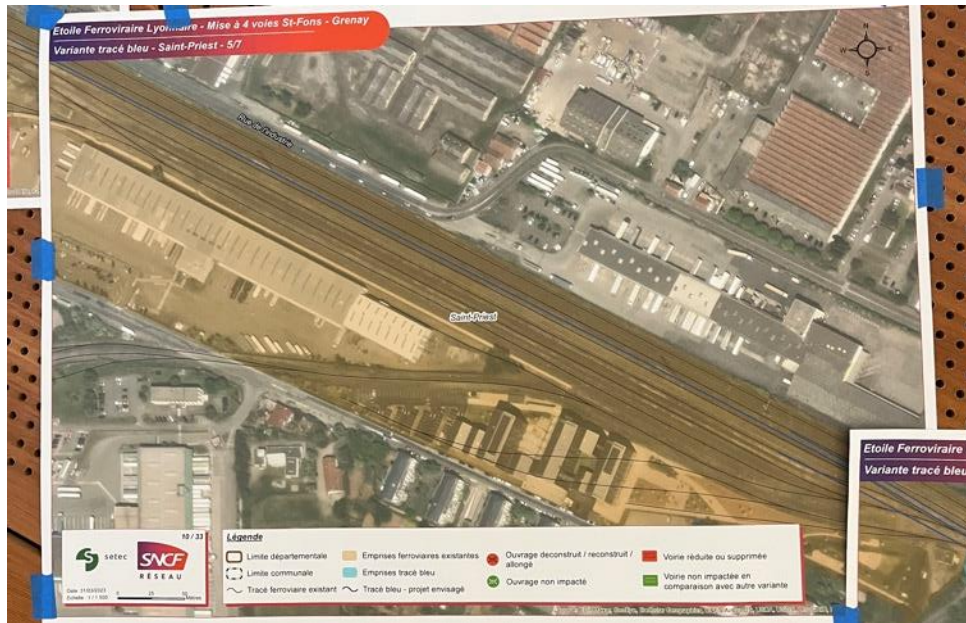 Etoile Ferroviraire Lyonnaire - Mise à 4 voies St-Fons - Grenay
Variante tracé bleu - Saint-Priest - 5/7
N
W
E
S
Rue de l'industrie
Saint-Priest
Etoile Ferroviraire
Variante tracé bleu
10 / 33
setec
SNCF
RÉSEAU
Légende
Limite départementale
Limite communale
Tracé ferroviaire existant
Emprises ferroviaires existantes
Emprises tracé bleu
Tracé bleu - projet envisagé
Ouvrage deconstruit / reconstruit /
allongé
Ouvrage non impacté
Voirie réduite ou supprimée
Voirie non impactée en
comparaison avec autre variante